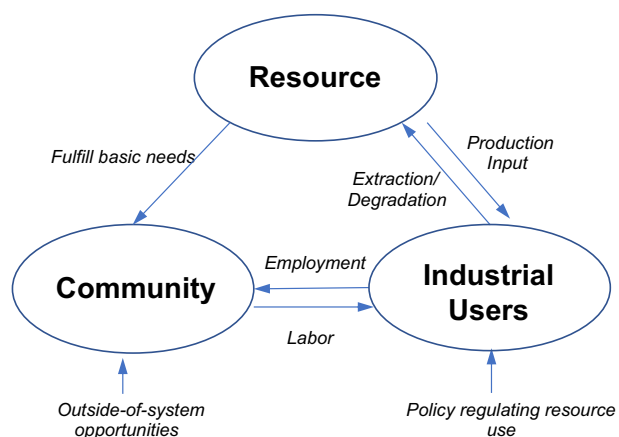 Resource
Fulfill basic needs
Production
Input
Extraction/
Degradation
Community
Employment
Industrial
Users
Labor
Outside-of-system
opportunities
Policy regulating resource
use